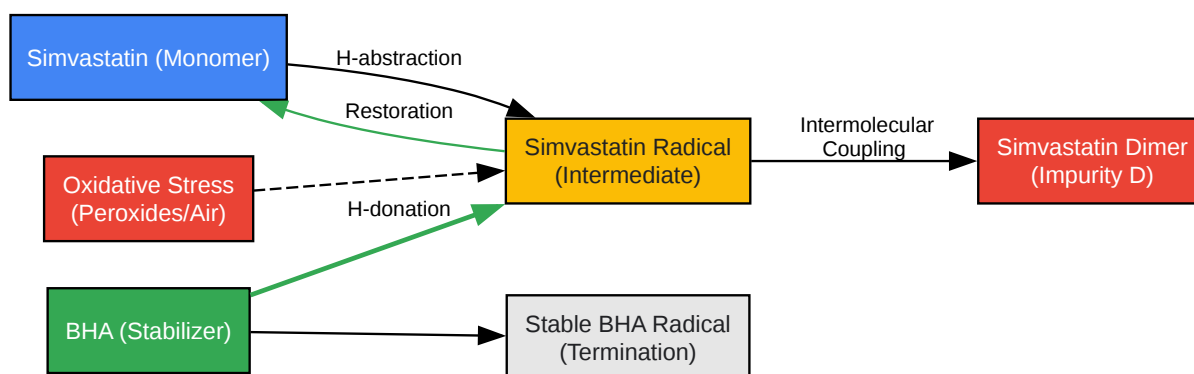 Simvastatin (Monomer)
H-abstraction
Restoration
Simvastatin Radical
(Intermediate)
Intermolecular
Coupling
Simvastatin Dimer
(Impurity D)
Oxidative Stress
(Peroxides/Air)
H-donation
BHA (Stabilizer)
Stable BHA Radical
(Termination)